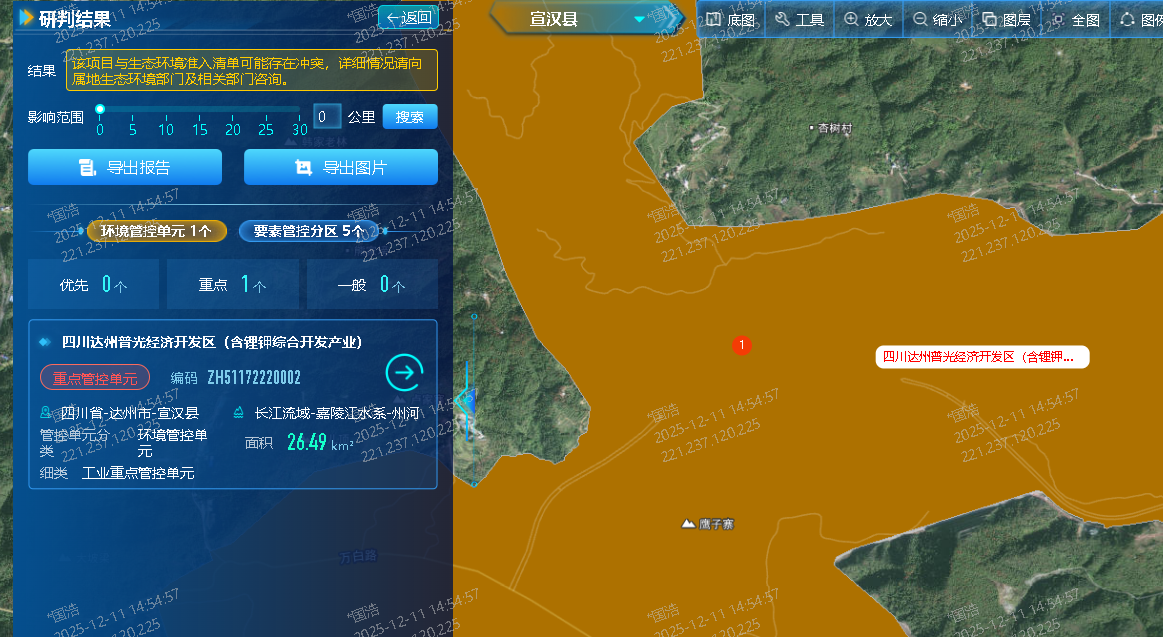 研判结果
返回
宣汉县
底图
工具
放大
缩小
图层
全图
图例
结果
该项目与生态环境准入清单可能存在冲突，详细情况请向
属地生态环境部门及相关部门咨询。
影响范围
0 5 10 15 20 25 30
0
公里
搜索
导出报告
导出图片
环境管控单元 1个
要素管控分区 5个
优先 0个
重点 1个
一般 0个
四川达州普光经济开发区（含锂钾综合开发产业）
重点管控单元
编码 ZH51172220002
四川省-达州市-宣汉县
长江流域-嘉陵江水系-州河
管控单元分
类
环境管控单
元
面积 26.49 km²
细类 工业重点管控单元
万白路
香树村
1
四川达州普光经济开发区（含锂钾...
鹰子寨
*国浩
2025-12-11 14:54:57
221.237.120.225